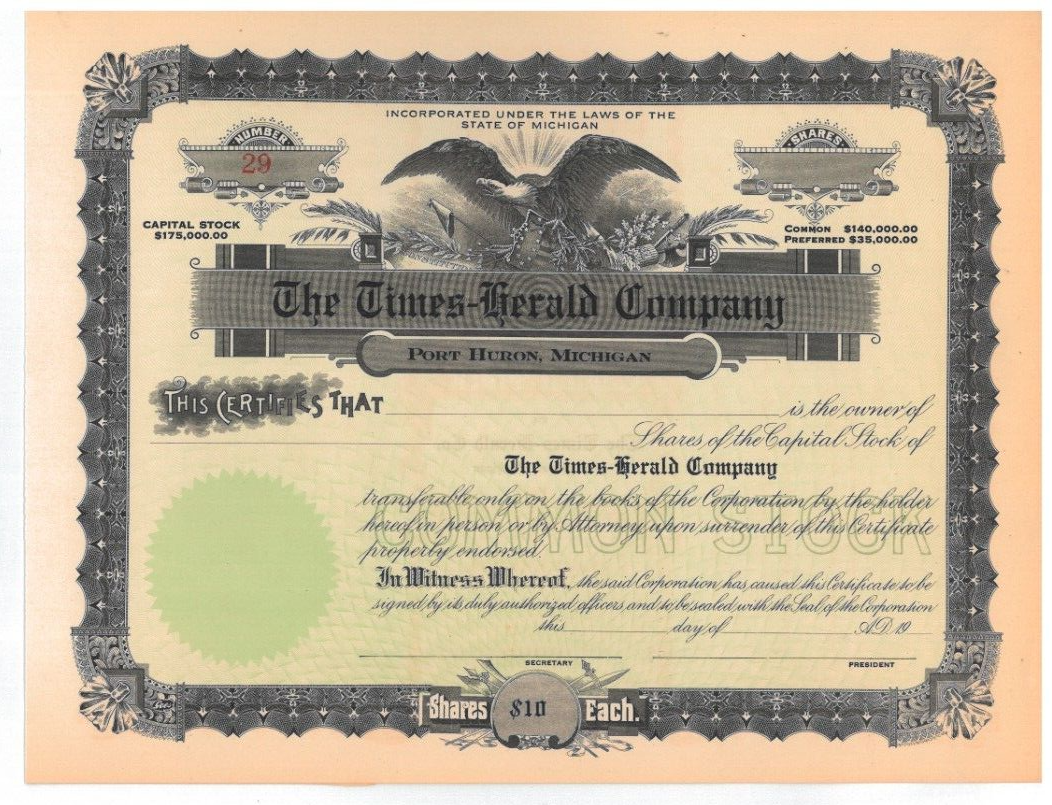 INCORPORATED UNDER THE LAWS OF THE
STATE OF MICHIGAN
NUMBER
29
SHARES
CAPITAL STOCK
$175,000.00
COMMON $140,000.00
PREFERRED $35,000.00
The Times-Herald Company
PORT HURON, MICHIGAN
THIS CERTIFIES THAT is the owner of
Shares of the Capital Stock of
The Times-Herald Company
transferable only on the books of the Corporation by the holder
hereof in person or by Attorney upon surrender of this Certificate
properly endorsed.
COMMON STOCK
In Witness Whereof, the said Corporation has caused this Certificate to be
signed by its duly authorized officers and to be sealed with the Seal of the Corporation
this day of A.D. 19
SECRETARY
PRESIDENT
Shares $10 Each.